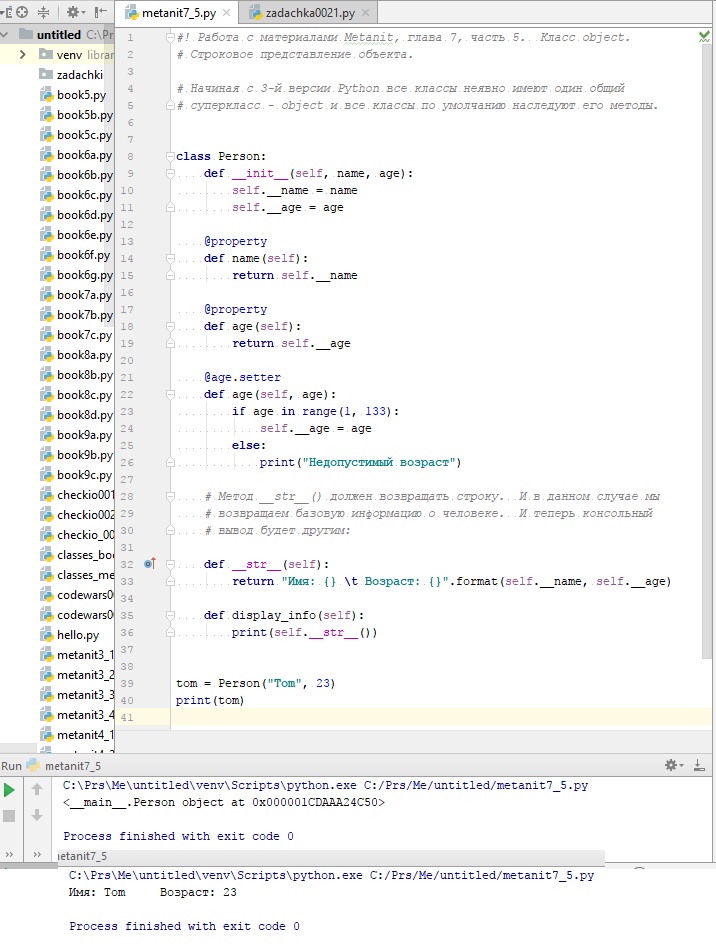 metanit7_5.py
zadachka0021.py
untitled C:\Pr
venv librar
zadachki
book5.py
book5b.py
book5c.py
book6a.py
book6b.py
book6c.py
book6d.py
book6e.py
book6f.py
book6g.py
book7a.py
book7b.py
book7c.py
book8a.py
book8b.py
book8c.py
book8d.py
book9a.py
book9b.py
book9c.py
checkio001
checkio002
checkio_00
classes_boo
classes_me
codewars0
codewars0
hello.py
metanit3_1
metanit3_2
metanit3_3
metanit3_4
metanit4_1
1 #! Работа с материалами Metanit, глава 7, часть 5. Класс object.
2 # Строковое представление объекта.
3
4 # Начиная с 3-й версии Python все классы неявно имеют один общий
5 # суперкласс - object и все классы по умолчанию наследуют его методы.
6
7
8 class Person:
9     def __init__(self, name, age):
10         self.__name = name
11         self.__age = age
12
13     @property
14     def name(self):
15         return self.__name
16
17     @property
18     def age(self):
19         return self.__age
20
21     @age.setter
22     def age(self, age):
23         if age in range(1, 133):
24             self.__age = age
25         else:
26             print("Недопустимый возраст")
27
28     # Метод __str__() должен возвращать строку. И в данном случае мы
29     # возвращаем базовую информацию о человеке. И теперь консольный
30     # вывод будет другим:
31
32     def __str__(self):
33         return "Имя: {} \t Возраст: {}".format(self.__name, self.__age)
34
35     def display_info(self):
36         print(self.__str__())
37
38
39 tom = Person("Tom", 23)
40 print(tom)
41
Run metanit7_5
C:\Prs\Me\untitled\venv\Scripts\python.exe C:/Prs/Me/untitled/metanit7_5.py
<__main__.Person object at 0x000001CDAAA24C50>
Process finished with exit code 0
etanit7_5
C:\Prs\Me\untitled\venv\Scripts\python.exe C:/Prs/Me/untitled/metanit7_5.py
Имя: Tom     Возраст: 23
Process finished with exit code 0